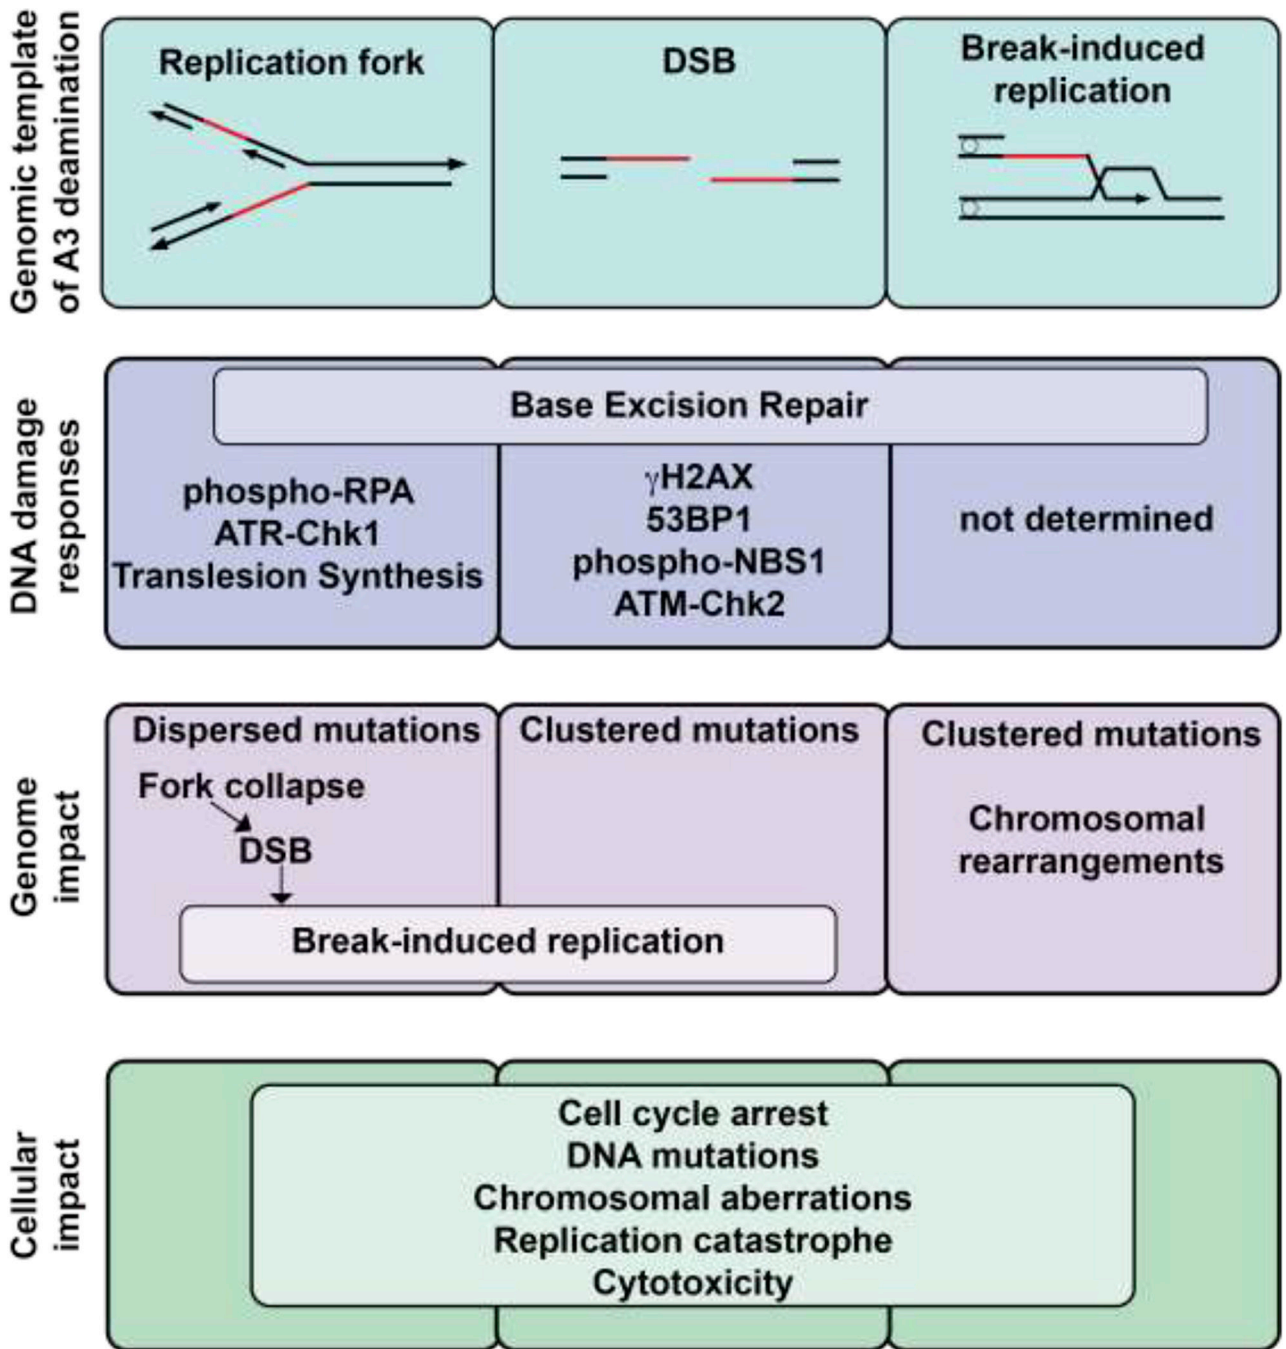 Genomic template
of A3 deamination
Replication fork
DSB
Break-induced
replication
DNA damage
responses
Base Excision Repair
phospho-RPA
ATR-Chk1
Translesion Synthesis
γH2AX
53BP1
phospho-NBS1
ATM-Chk2
not determined
Genome
impact
Dispersed mutations
Fork collapse
DSB
Break-induced replication
Clustered mutations
Clustered mutations
Chromosomal
rearrangements
Cellular
impact
Cell cycle arrest
DNA mutations
Chromosomal aberrations
Replication catastrophe
Cytotoxicity